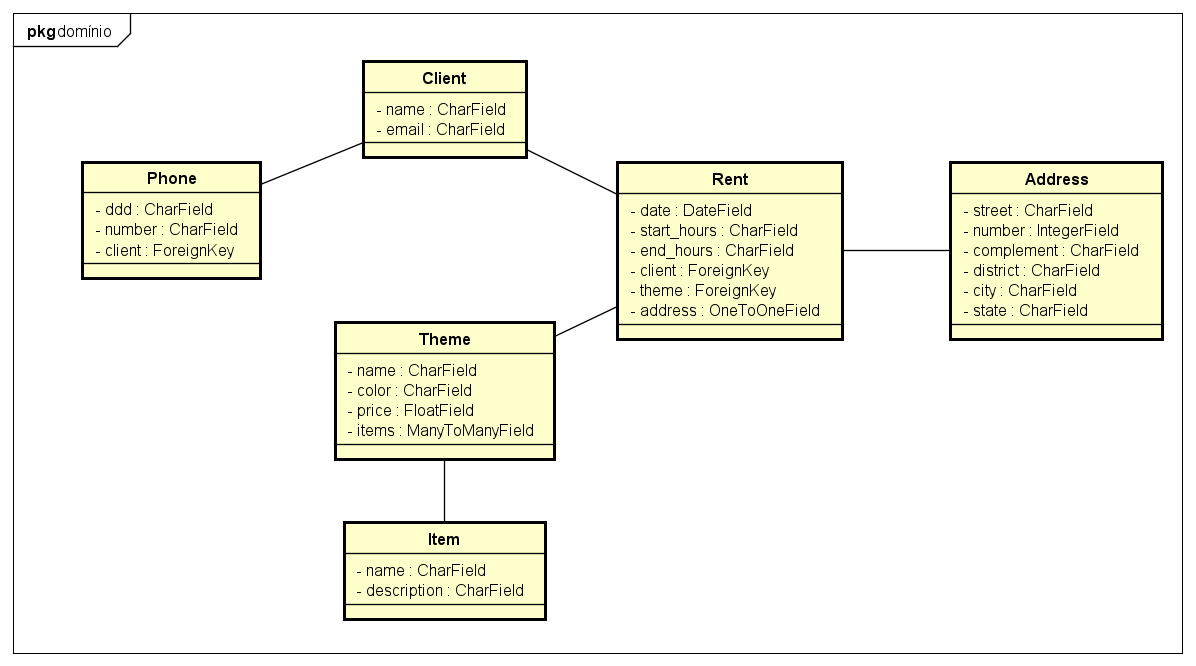 pkg domínio
Client
- name : CharField
- email : CharField
Phone
- ddd : CharField
- number : CharField
- client : ForeignKey
Rent
- date : DateField
- start_hours : CharField
- end_hours : CharField
- client : ForeignKey
- theme : ForeignKey
- address : OneToOneField
Address
- street : CharField
- number : IntegerField
- complement : CharField
- district : CharField
- city : CharField
- state : CharField
Theme
- name : CharField
- color : CharField
- price : FloatField
- items : ManyToManyField
Item
- name : CharField
- description : CharField